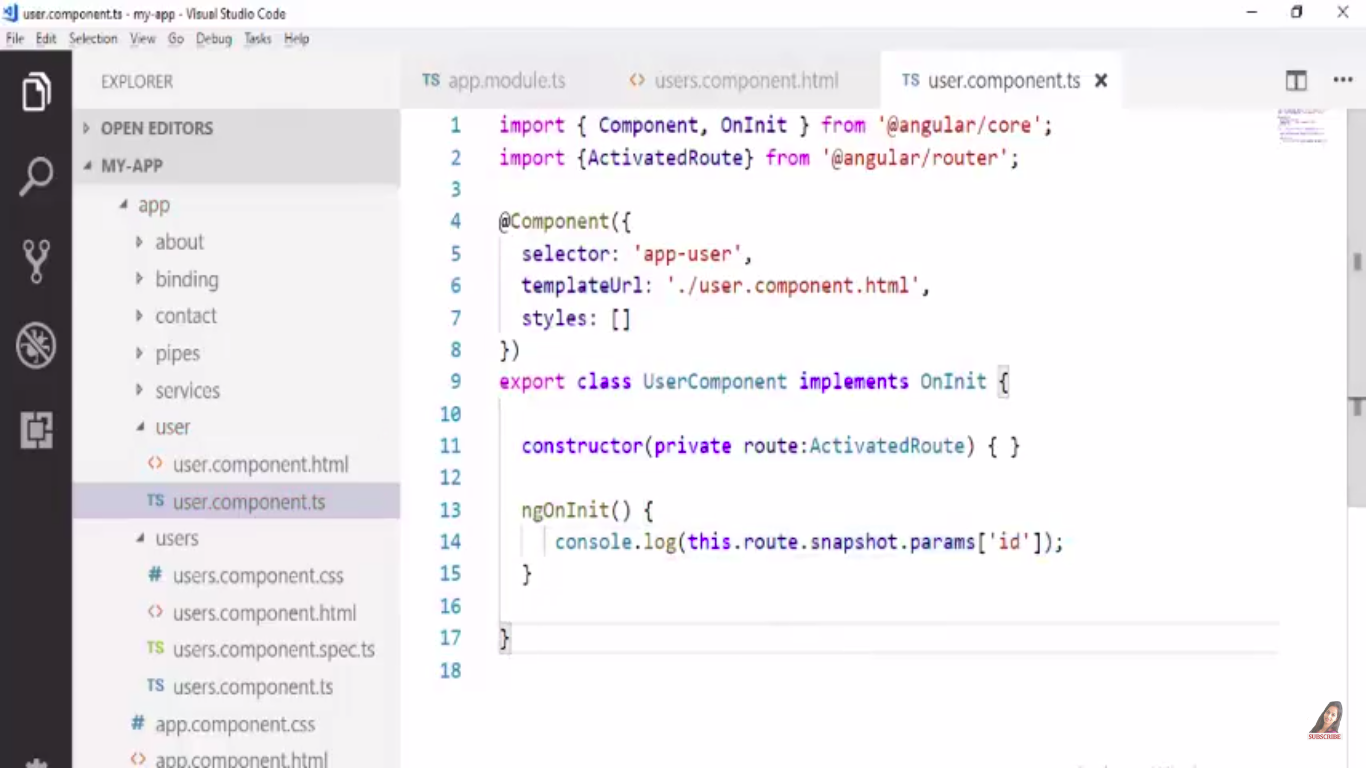 user.component.ts - my-app - Visual Studio Code
File Edit Selection View Go Debug Tasks Help
EXPLORER
OPEN EDITORS
MY-APP
app
about
binding
contact
pipes
services
user
<> user.component.html
TS user.component.ts
users
# users.component.css
<> users.component.html
TS users.component.spec.ts
TS users.component.ts
# app.component.css
<> app.component.html
TS app.module.ts
<> users.component.html
TS user.component.ts
1 import { Component, OnInit } from '@angular/core';
2 import {ActivatedRoute} from '@angular/router';
3
4 @Component({
5 selector: 'app-user',
6 templateUrl: './user.component.html',
7 styles: []
8 })
9 export class UserComponent implements OnInit {
10
11 constructor(private route:ActivatedRoute) { }
12
13 ngOnInit() {
14 console.log(this.route.snapshot.params['id']);
15 }
16
17 }
18
SUBSCRIBE